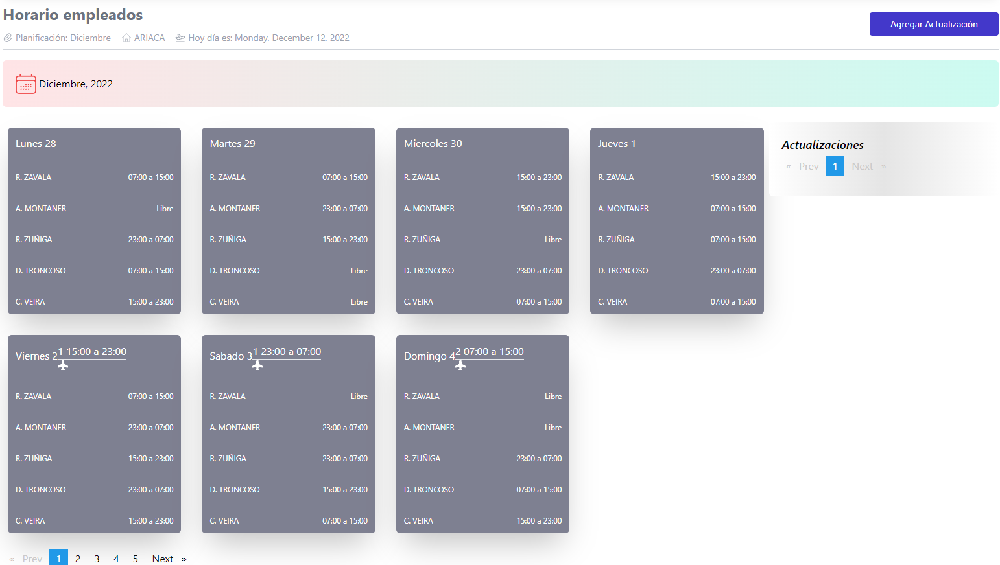 Horario empleados
Planificación: Diciembre ARIACA Hoy día es: Monday, December 12, 2022
Agregar Actualización
Diciembre, 2022
Lunes 28
R. ZAVALA 07:00 a 15:00
A. MONTANER Libre
R. ZUÑIGA 23:00 a 07:00
D. TRONCOSO 07:00 a 15:00
C. VEIRA 15:00 a 23:00
Martes 29
R. ZAVALA 07:00 a 15:00
A. MONTANER 23:00 a 07:00
R. ZUÑIGA 15:00 a 23:00
D. TRONCOSO Libre
C. VEIRA Libre
Miercoles 30
R. ZAVALA 15:00 a 23:00
A. MONTANER 15:00 a 23:00
R. ZUÑIGA Libre
D. TRONCOSO 23:00 a 07:00
C. VEIRA 07:00 a 15:00
Jueves 1
R. ZAVALA 15:00 a 23:00
A. MONTANER 07:00 a 15:00
R. ZUÑIGA 07:00 a 15:00
D. TRONCOSO 23:00 a 07:00
C. VEIRA 07:00 a 15:00
Actualizaciones
« Prev 1 Next »
Viernes 2 1 15:00 a 23:00
R. ZAVALA 07:00 a 15:00
A. MONTANER 23:00 a 07:00
R. ZUÑIGA 15:00 a 23:00
D. TRONCOSO 23:00 a 07:00
C. VEIRA 15:00 a 23:00
Sabado 3 1 23:00 a 07:00
R. ZAVALA Libre
A. MONTANER 23:00 a 07:00
R. ZUÑIGA 23:00 a 07:00
D. TRONCOSO 15:00 a 23:00
C. VEIRA 07:00 a 15:00
Domingo 4 2 07:00 a 15:00
R. ZAVALA Libre
A. MONTANER Libre
R. ZUÑIGA 23:00 a 07:00
D. TRONCOSO 07:00 a 15:00
C. VEIRA 15:00 a 23:00
« Prev 1 2 3 4 5 Next »